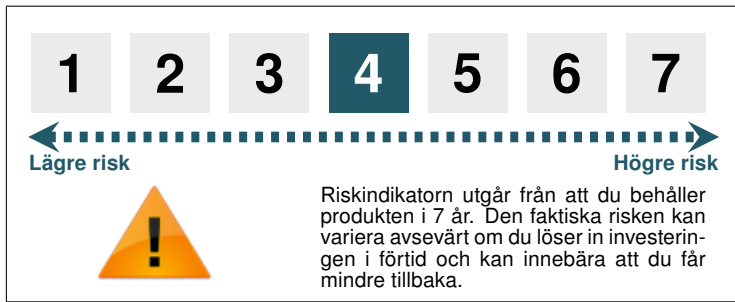 1 2 3 4 5 6 7
Lägre risk Högre risk
!
Riskindikatorn utgår från att du behåller
produkten i 7 år. Den faktiska risken kan
variera avsevärt om du löser in investerin-
gen i förtid och kan innebära att du får
mindre tillbaka.